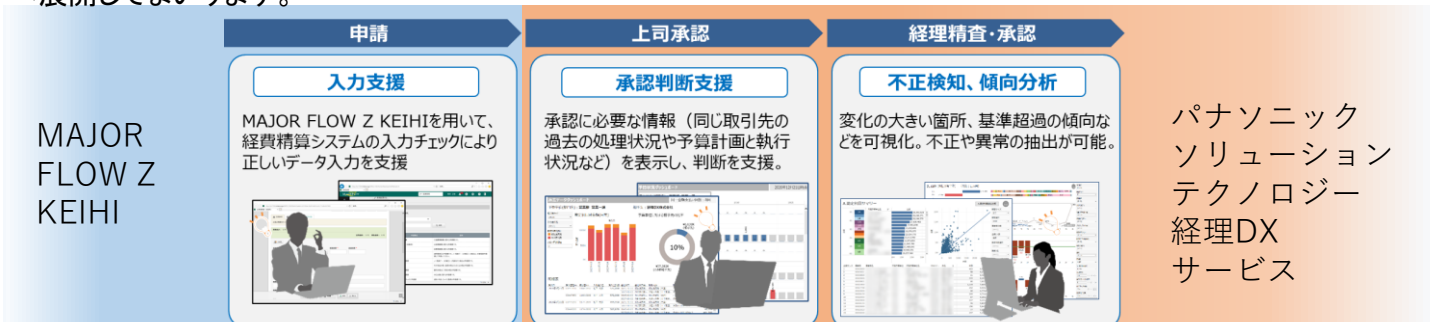 展開してまいります。
申請
上司承認
経理精査・承認
入力支援
承認判断支援
不正検知、傾向分析
MAJOR FLOW Z KEIHIを用いて、
経費精算システムの入力チェックにより
正しいデータ入力を支援
承認に必要な情報（同じ取引先の
過去の処理状況や予算計画と執行
状況など）を表示し、判断を支援。
変化の大きい箇所、基準超過の傾向な
どを可視化。不正や異常の抽出が可能。
MAJOR
FLOW Z
KEIHI
パナソニック
ソリューション
テクノロジー
経理DX
サービス
10%